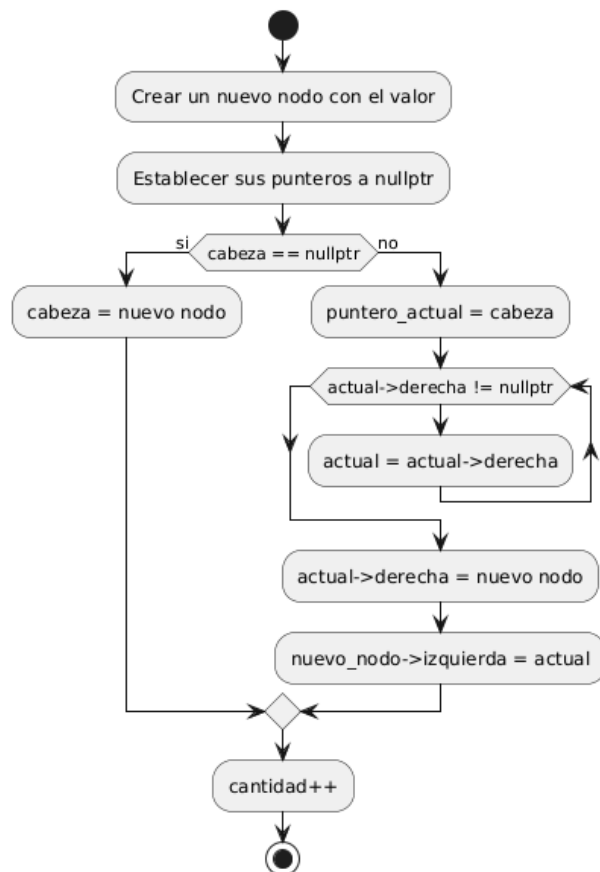 Crear un nuevo nodo con el valor
Establecer sus punteros a nullptr
si
cabeza == nullptr
no
cabeza = nuevo nodo
puntero_actual = cabeza
actual->derecha != nullptr
actual = actual->derecha
actual->derecha = nuevo nodo
nuevo_nodo->izquierda = actual
cantidad++